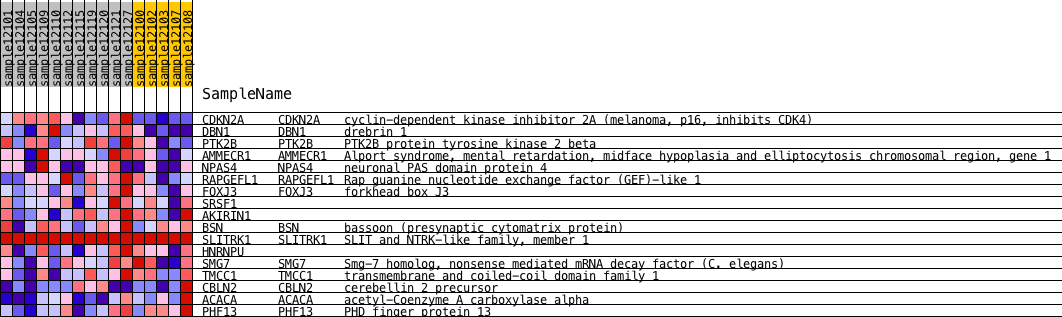 sample12101
sample12104
sample12105
sample12109
sample12110
sample12112
sample12115
sample12119
sample12120
sample12121
sample12127
sample12100
sample12102
sample12103
sample12107
sample12108
SampleName
CDKN2A CDKN2A cyclin-dependent kinase inhibitor 2A (melanoma, p16, inhibits CDK4)
DBN1 DBN1 drebrin 1
PTK2B PTK2B PTK2B protein tyrosine kinase 2 beta
AMMECR1 AMMECR1 Alport syndrome, mental retardation, midface hypoplasia and elliptocytosis chromosomal region, gene 1
NPAS4 NPAS4 neuronal PAS domain protein 4
RAPGEFL1 RAPGEFL1 Rap guanine nucleotide exchange factor (GEF)-like 1
FOXJ3 FOXJ3 forkhead box J3
SRSF1
AKIRIN1
BSN BSN bassoon (presynaptic cytomatrix protein)
SLITRK1 SLITRK1 SLIT and NTRK-like family, member 1
HNRNPU
SMG7 SMG7 Smg-7 homolog, nonsense mediated mRNA decay factor (C. elegans)
TMCC1 TMCC1 transmembrane and coiled-coil domain family 1
CBLN2 CBLN2 cerebellin 2 precursor
ACACA ACACA acetyl-Coenzyme A carboxylase alpha
PHF13 PHF13 PHD finger protein 13